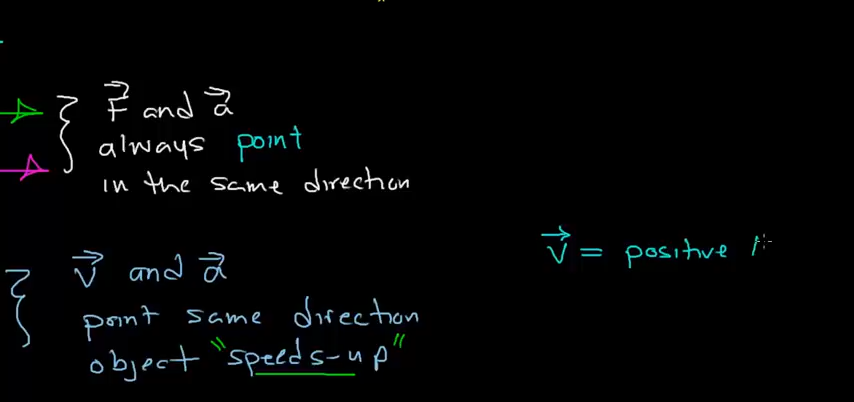 F and a
always point
in the same direction
V = positive
V and a
point same direction
object "speeds-up"